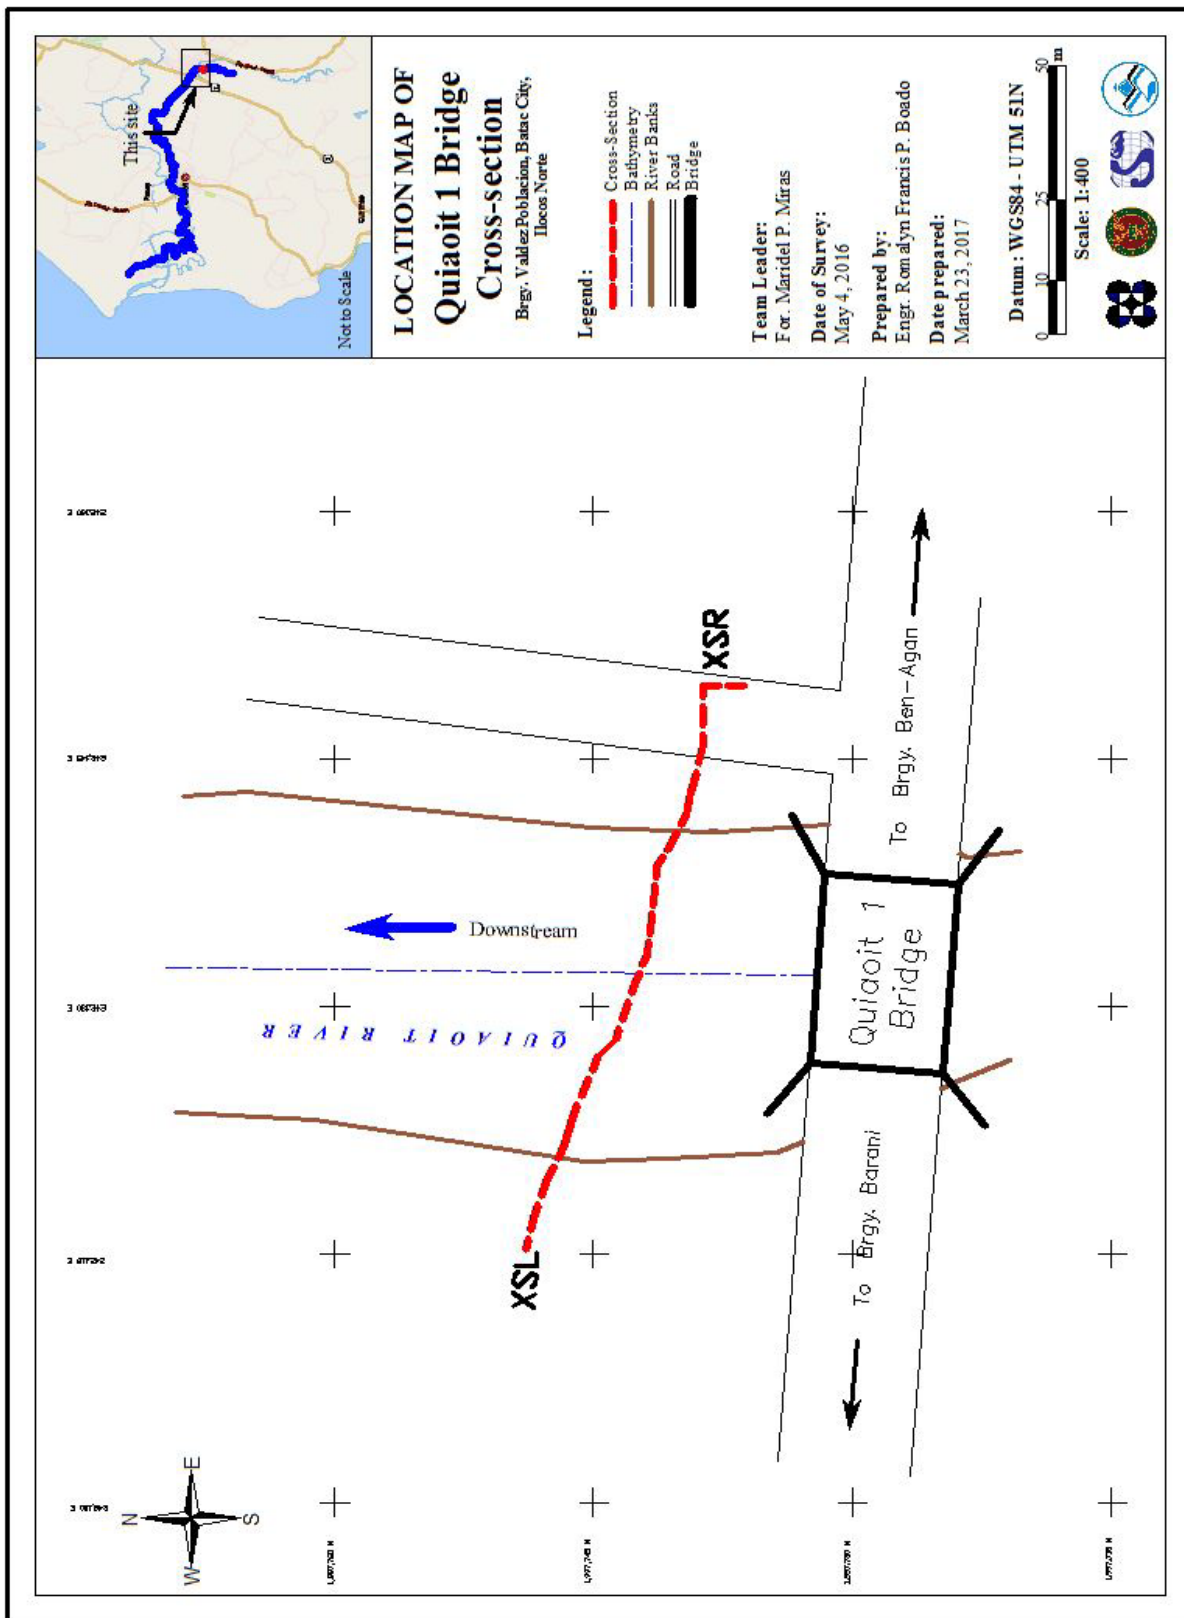 This site
Not to Scale
LOCATION MAP OF
Quiaoit 1 Bridge
Cross-section
Brgy. Valdez Poblacion, Batac City,
Ilocos Norte
Legend :
Cross-Section
Bathymetry
River Banks
Road
Bridge
Team Leader:
For. Maridel P. Miras
Date of Survey:
May 4, 2016
Prepared by:
Engr. Romalyn Francis P. Boado
Date prepared:
March 23, 2017
Datum : WGS84 - UTM 51N
0 10 25 50 m
Scale: 1:400
N
W E
S
XSL
XSR
Downstream
QUIAOIT RIVER
Quiaoit 1
Bridge
To Brgy. Barani
To Brgy. Ben-Agan